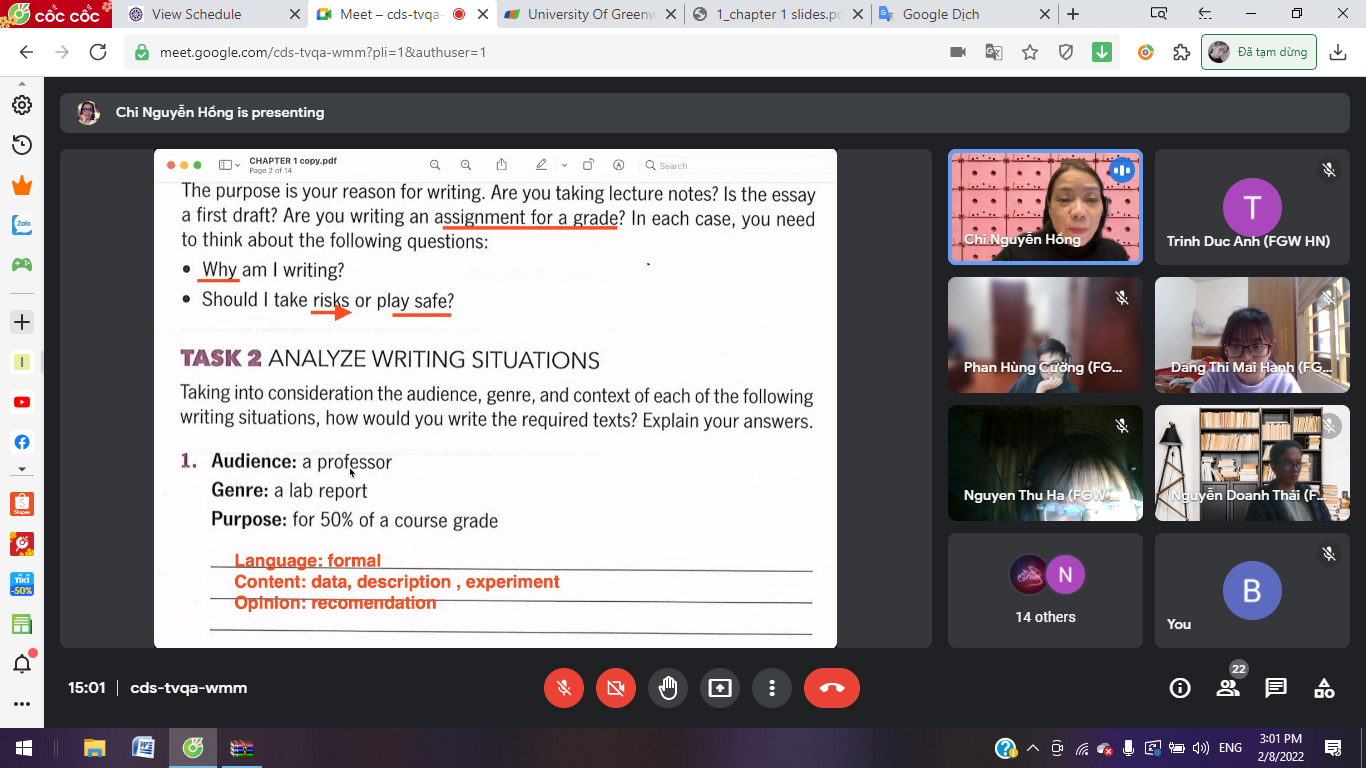 cốc cốc
View Schedule
Meet – cds-tvqa-
University Of Greenw
1_chapter 1 slides.pd
Google Dịch
meet.google.com/cds-tvqa-wmm?pli=1&authuser=1
Đã tạm dừng
Chi Nguyễn Hồng is presenting
CHAPTER 1 copy.pdf
Page 2 of 14
Search
The purpose is your reason for writing. Are you taking lecture notes? Is the essay
a first draft? Are you writing an assignment for a grade? In each case, you need
to think about the following questions:
• Why am I writing?
• Should I take risks or play safe?
TASK 2 ANALYZE WRITING SITUATIONS
Taking into consideration the audience, genre, and context of each of the following
writing situations, how would you write the required texts? Explain your answers.
1. Audience: a professor
Genre: a lab report
Purpose: for 50% of a course grade
Language: formal
Content: data, description , experiment
Opinion: recomendation
Chi Nguyễn Hồng
T
Trinh Duc Anh (FGW HN)
Phan Hùng Cường (FG...
Dang Thi Mai Hanh (FG...
Nguyen Thu Ha (FGW ...
Nguyễn Doanh Thái (F...
N
14 others
B
You
Zalo
I
Shopee
TIKI
-50%
15:01 | cds-tvqa-wmm
22
ENG
3:01 PM
2/8/2022